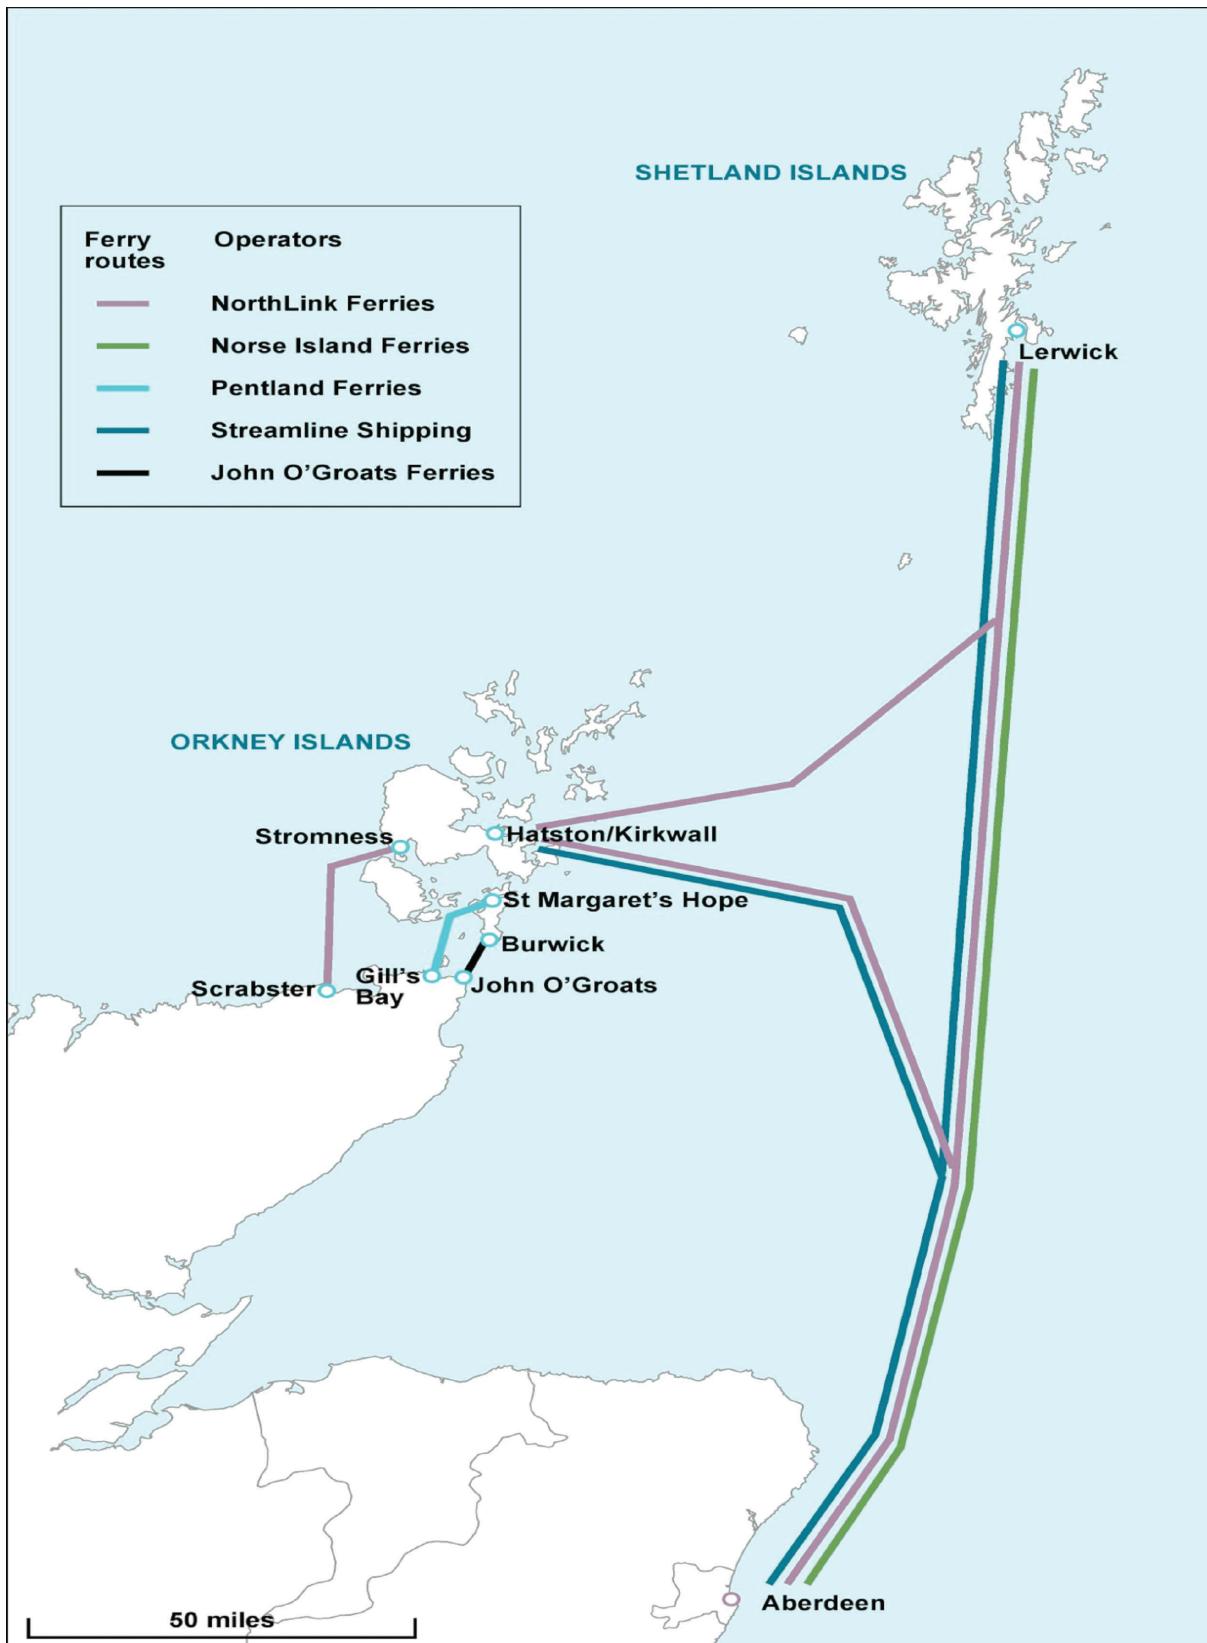 SHETLAND ISLANDS
Ferry routes
Operators
NorthLink Ferries
Norse Island Ferries
Pentland Ferries
Streamline Shipping
John O'Groats Ferries
Lerwick
ORKNEY ISLANDS
Stromness
Hatston/Kirkwall
St Margaret's Hope
Burwick
Scrabster
Gill's
Bay
John O'Groats
Aberdeen
50 miles